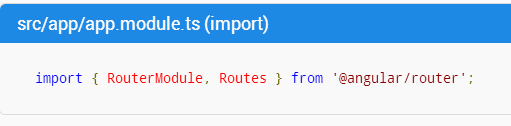 src/app/app.module.ts (import)
import { RouterModule, Routes } from '@angular/router';